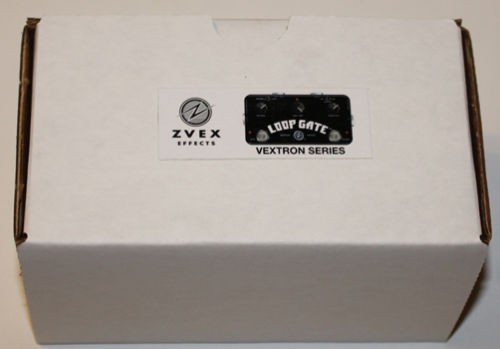 ZVEX
EFFECTS
LOOP GATE
VEXTRON SERIES